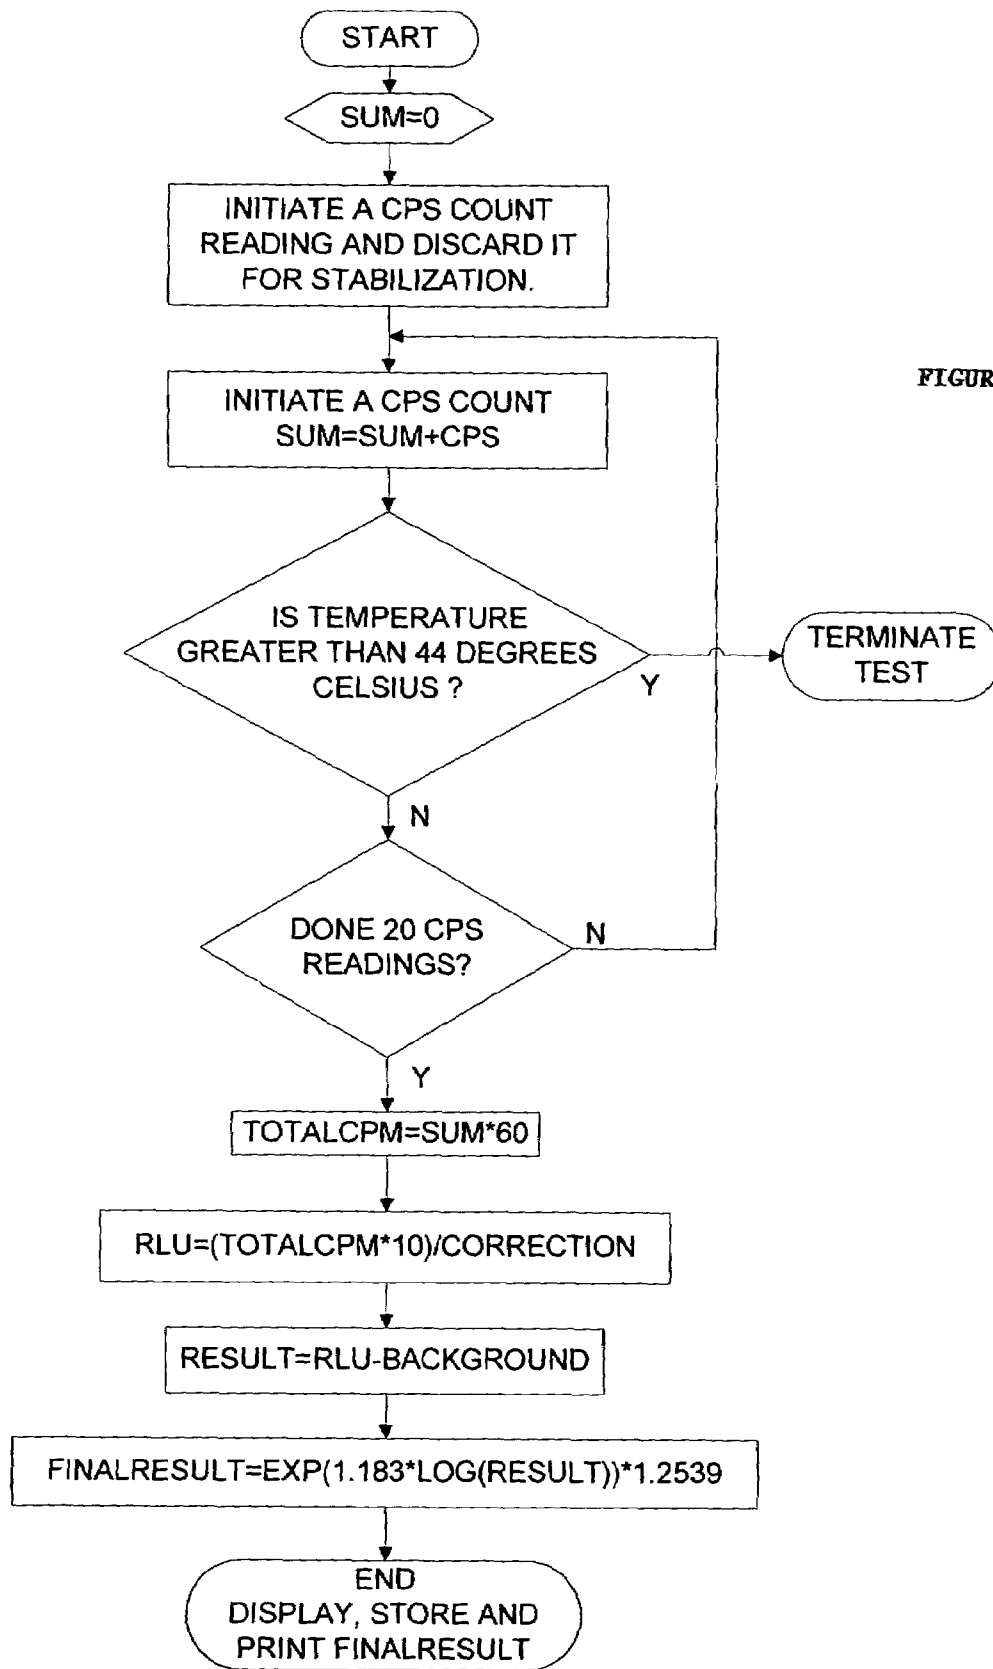 START
SUM=0
INITIATE A CPS COUNT
READING AND DISCARD IT
FOR STABILIZATION.
FIGUR
INITIATE A CPS COUNT
SUM=SUM+CPS
IS TEMPERATURE
GREATER THAN 44 DEGREES
CELSIUS ?
Y
TERMINATE
TEST
N
DONE 20 CPS
READINGS?
N
Y
TOTALCPM=SUM*60
RLU=(TOTALCPM*10)/CORRECTION
RESULT=RLU-BACKGROUND
FINALRESULT=EXP(1.183*LOG(RESULT))*1.2539
END
DISPLAY, STORE AND
PRINT FINALRESULT